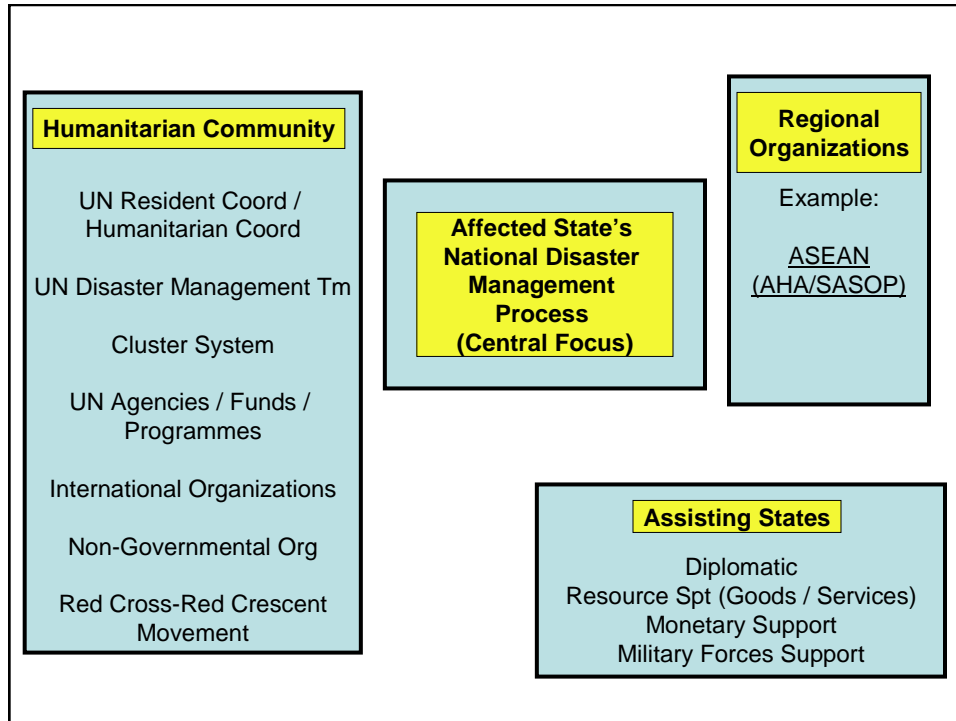 Humanitarian Community
UN Resident Coord /
Humanitarian Coord
UN Disaster Management Tm
Cluster System
UN Agencies / Funds /
Programmes
International Organizations
Non-Governmental Org
Red Cross-Red Crescent
Movement
Affected State’s
National Disaster
Management
Process
(Central Focus)
Regional
Organizations
Example:
ASEAN
(AHA/SASOP)
Assisting States
Diplomatic
Resource Spt (Goods / Services)
Monetary Support
Military Forces Support